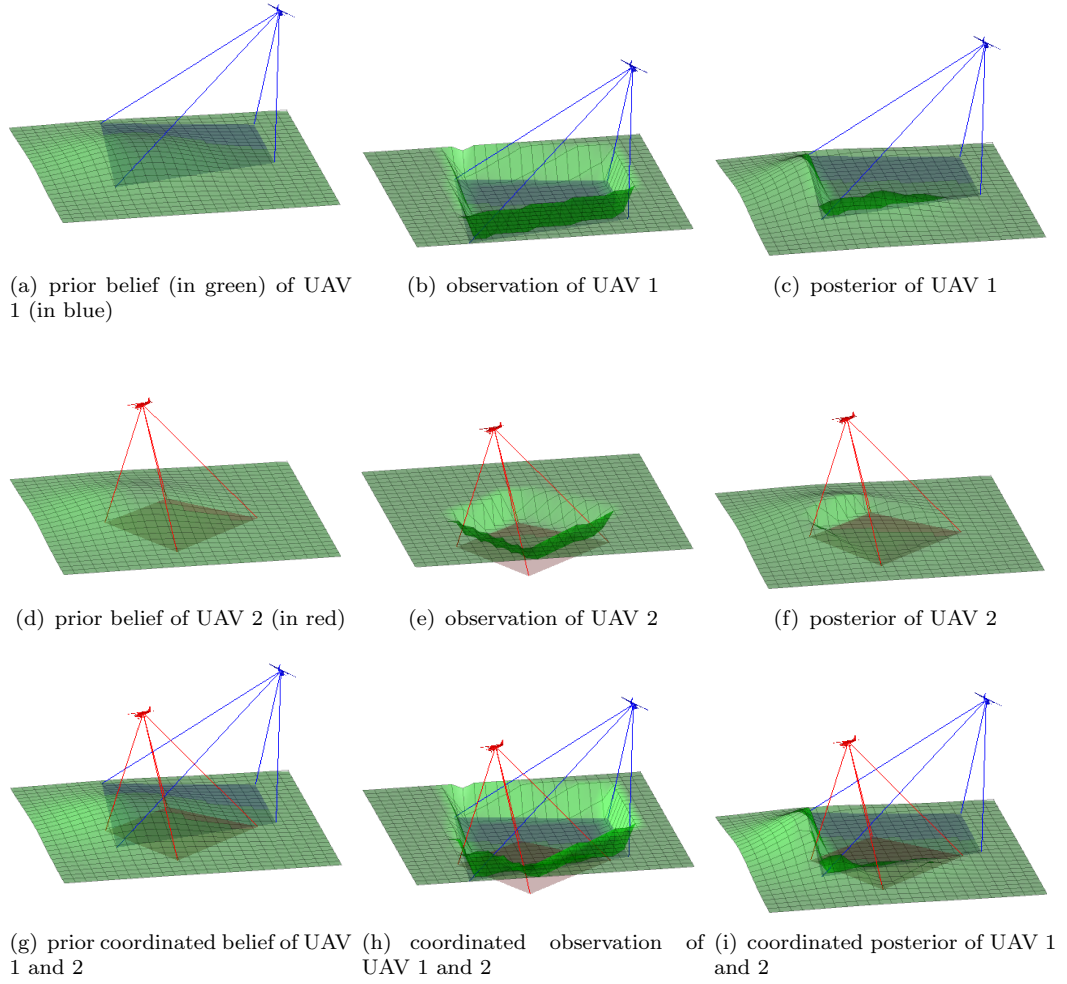 (a) prior belief (in green) of UAV
1 (in blue)
(b) observation of UAV 1
(c) posterior of UAV 1
(d) prior belief of UAV 2 (in red)
(e) observation of UAV 2
(f) posterior of UAV 2
(g) prior coordinated belief of UAV
1 and 2
(h) coordinated observation of
UAV 1 and 2
(i) coordinated posterior of UAV 1
and 2